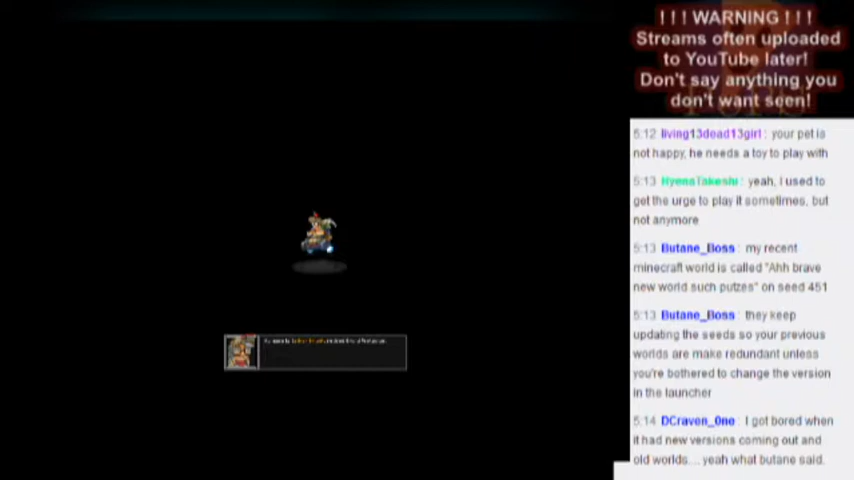 ! ! ! WARNING ! ! !
Streams often uploaded
to YouTube later!
Don't say anything you
don't want seen!
5:12 living13dead13girl : your pet is
not happy, he needs a toy to play with
5:13 HyenaTakeshi : yeah, I used to
get the urge to play it sometimes, but
not anymore
5:13 Butane_Boss : my recent
minecraft world is called "Ahh brave
new world such putzes" on seed 451
5:13 Butane_Boss : they keep
updating the seeds so your previous
worlds are make redundant unless
you're bothered to change the version
in the launcher
5:14 DCraven_0ne : I got bored when
it had new versions coming out and
old worlds.... yeah what butane said.